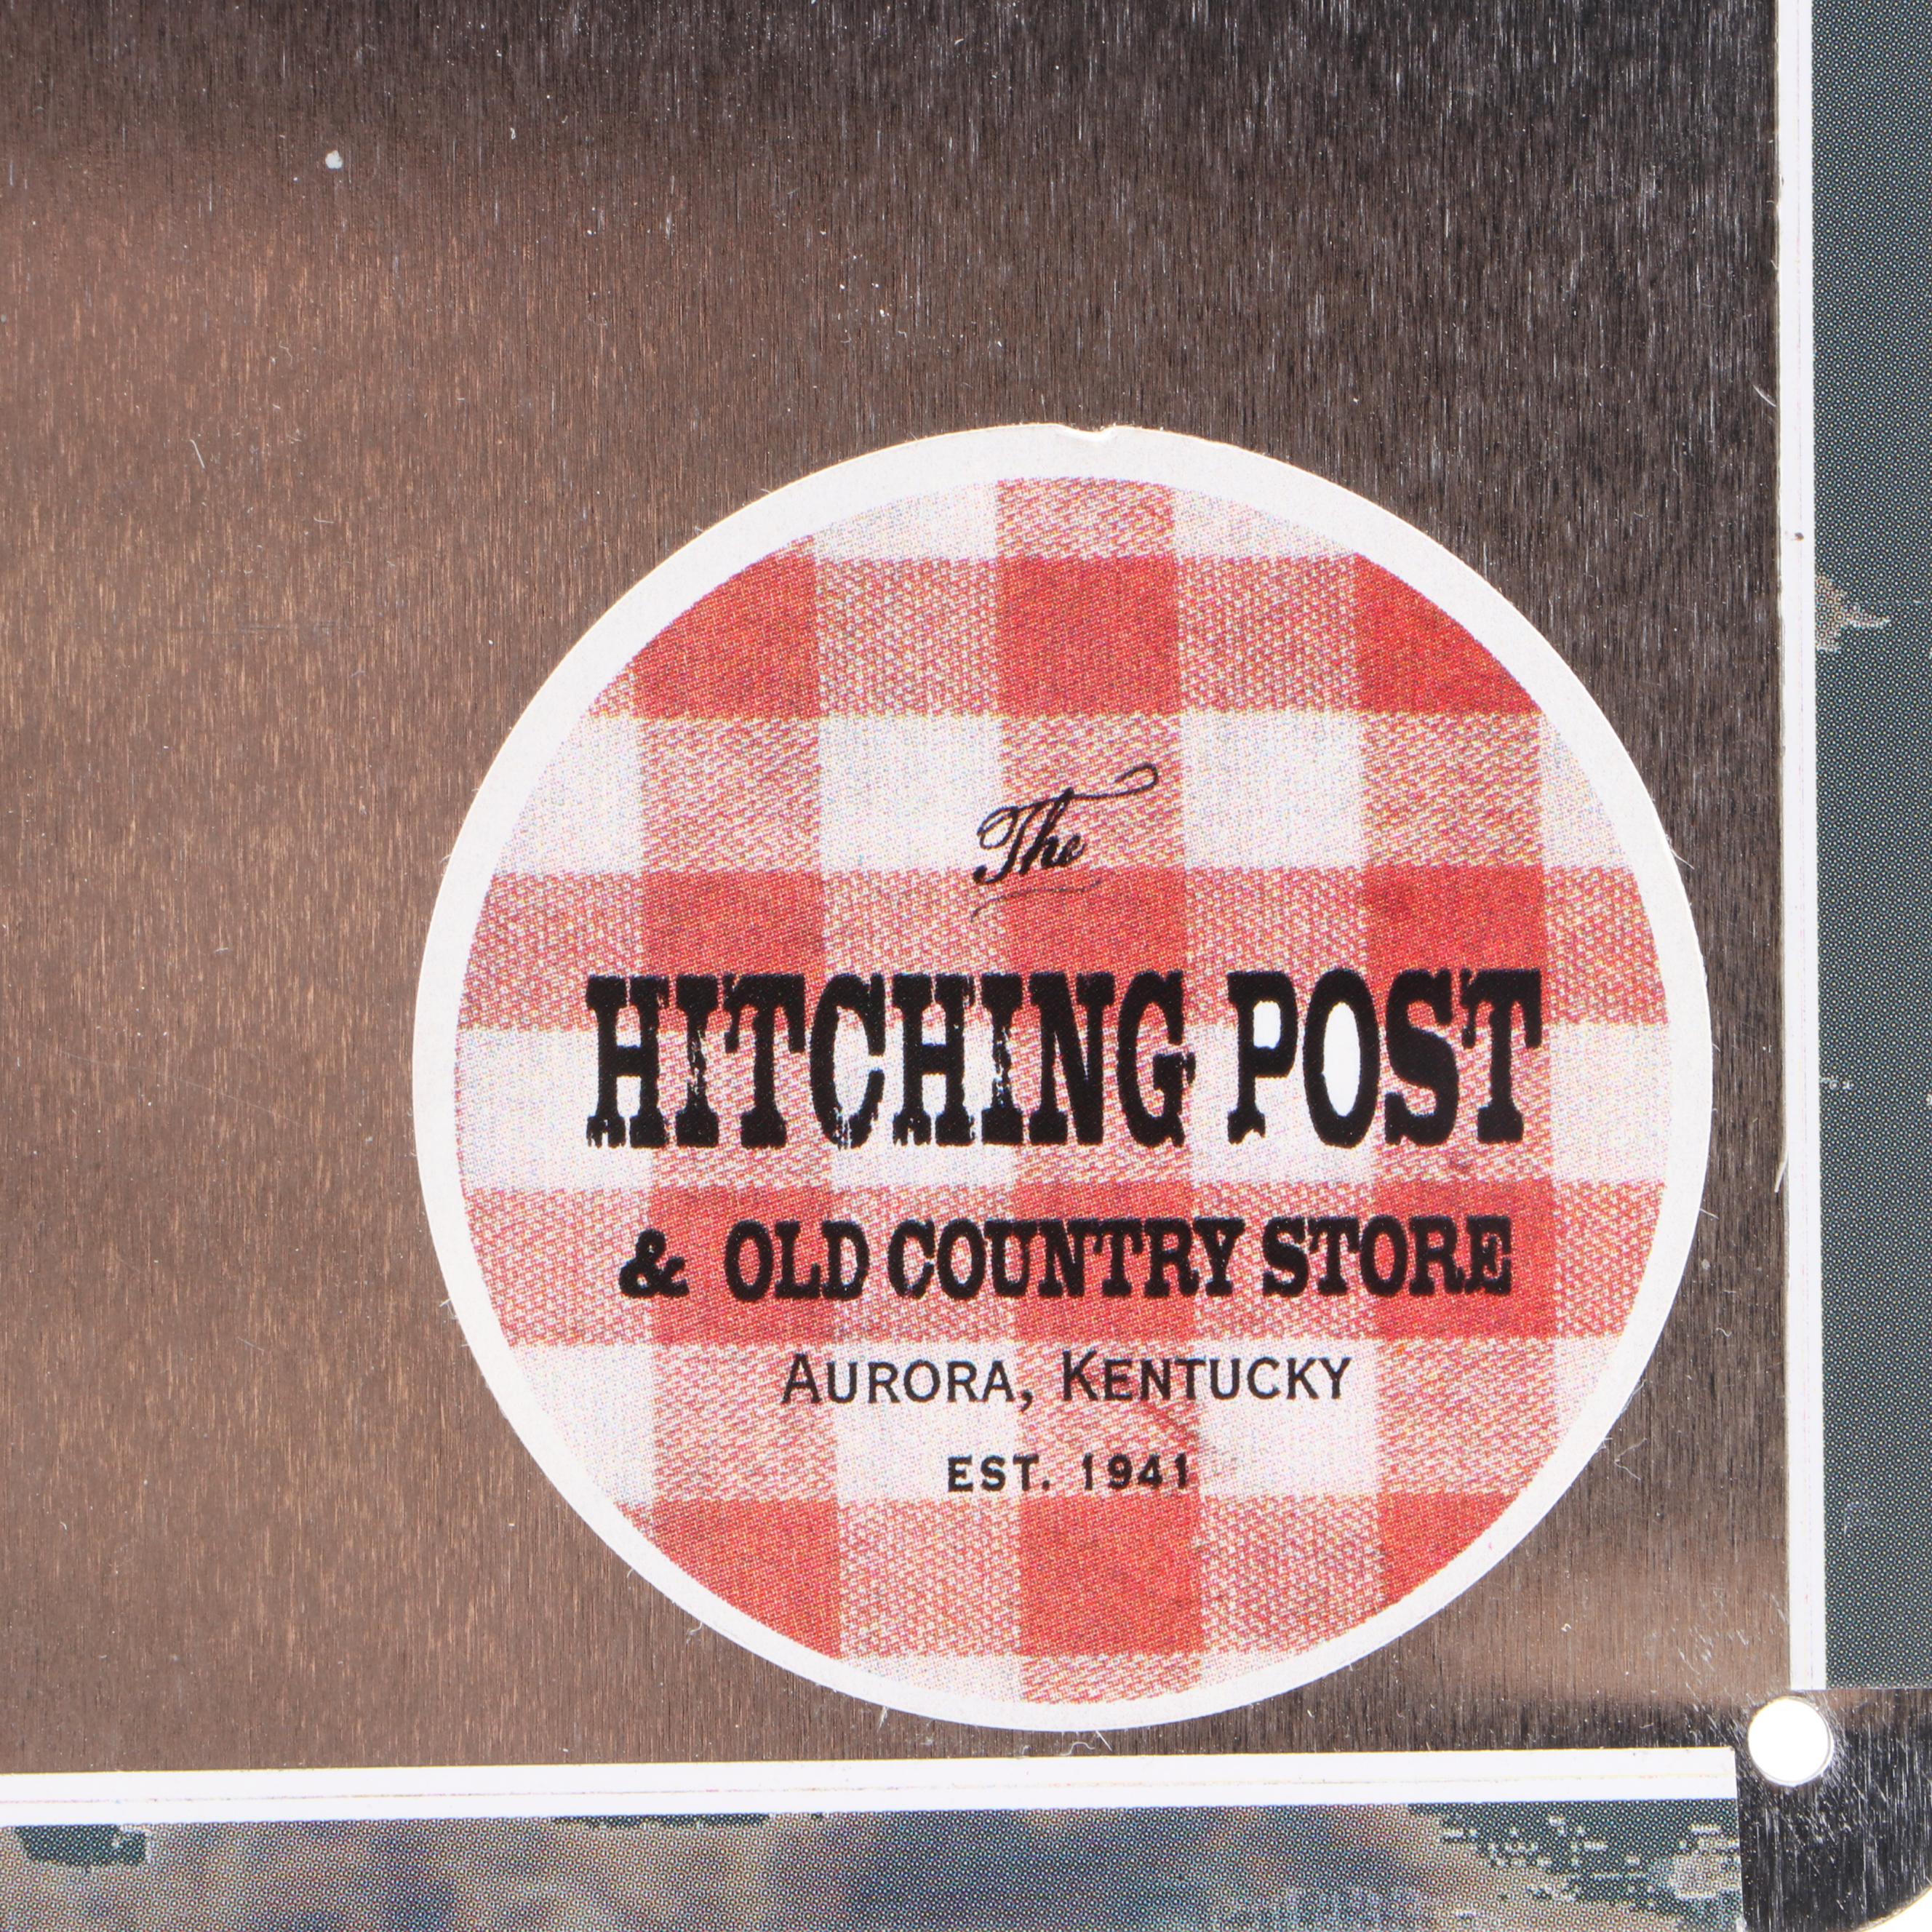 The
HITCHING POST
& OLD COUNTRY STORE
AURORA, KENTUCKY
EST. 1941